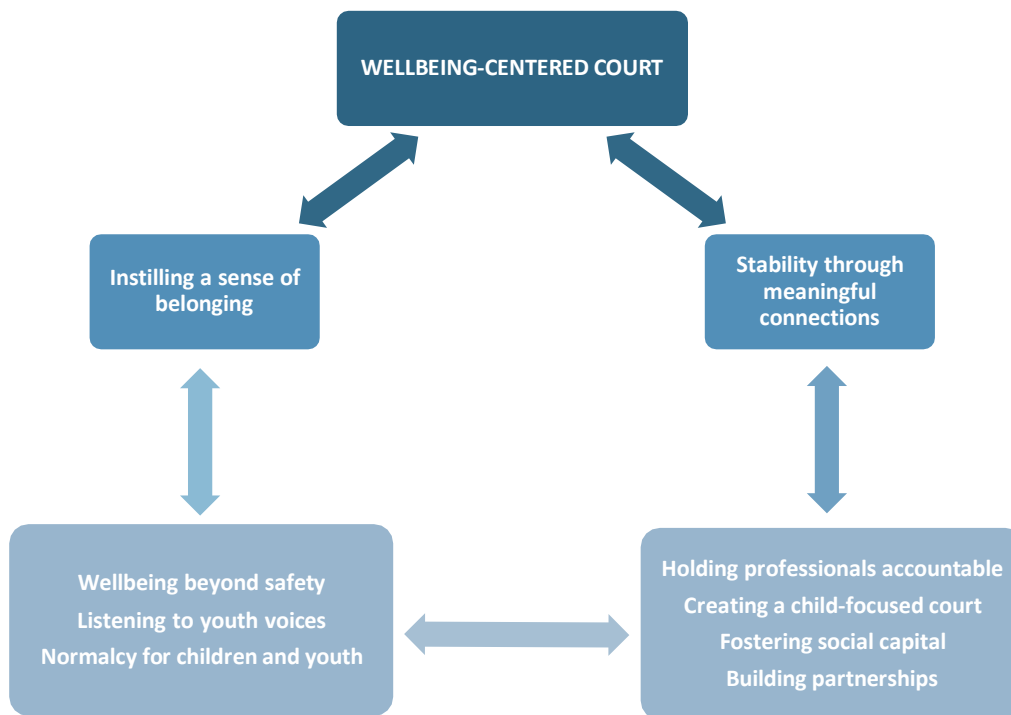 WELLBEING-CENTERED COURT
Instilling a sense of
belonging
Stability through
meaningful
connections
Wellbeing beyond safety
Listening to youth voices
Normalcy for children and youth
Holding professionals accountable
Creating a child-focused court
Fostering social capital
Building partnerships